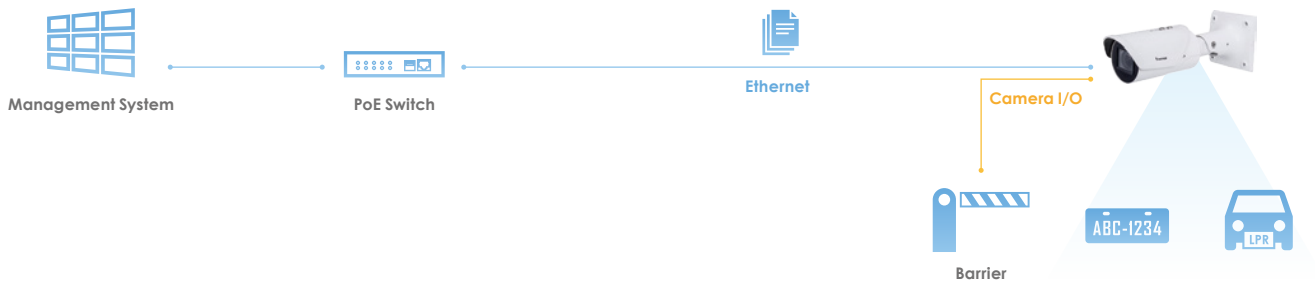 Management System
PoE Switch
Ethernet
Camera I/O
Barrier
ABC-1234
LPR